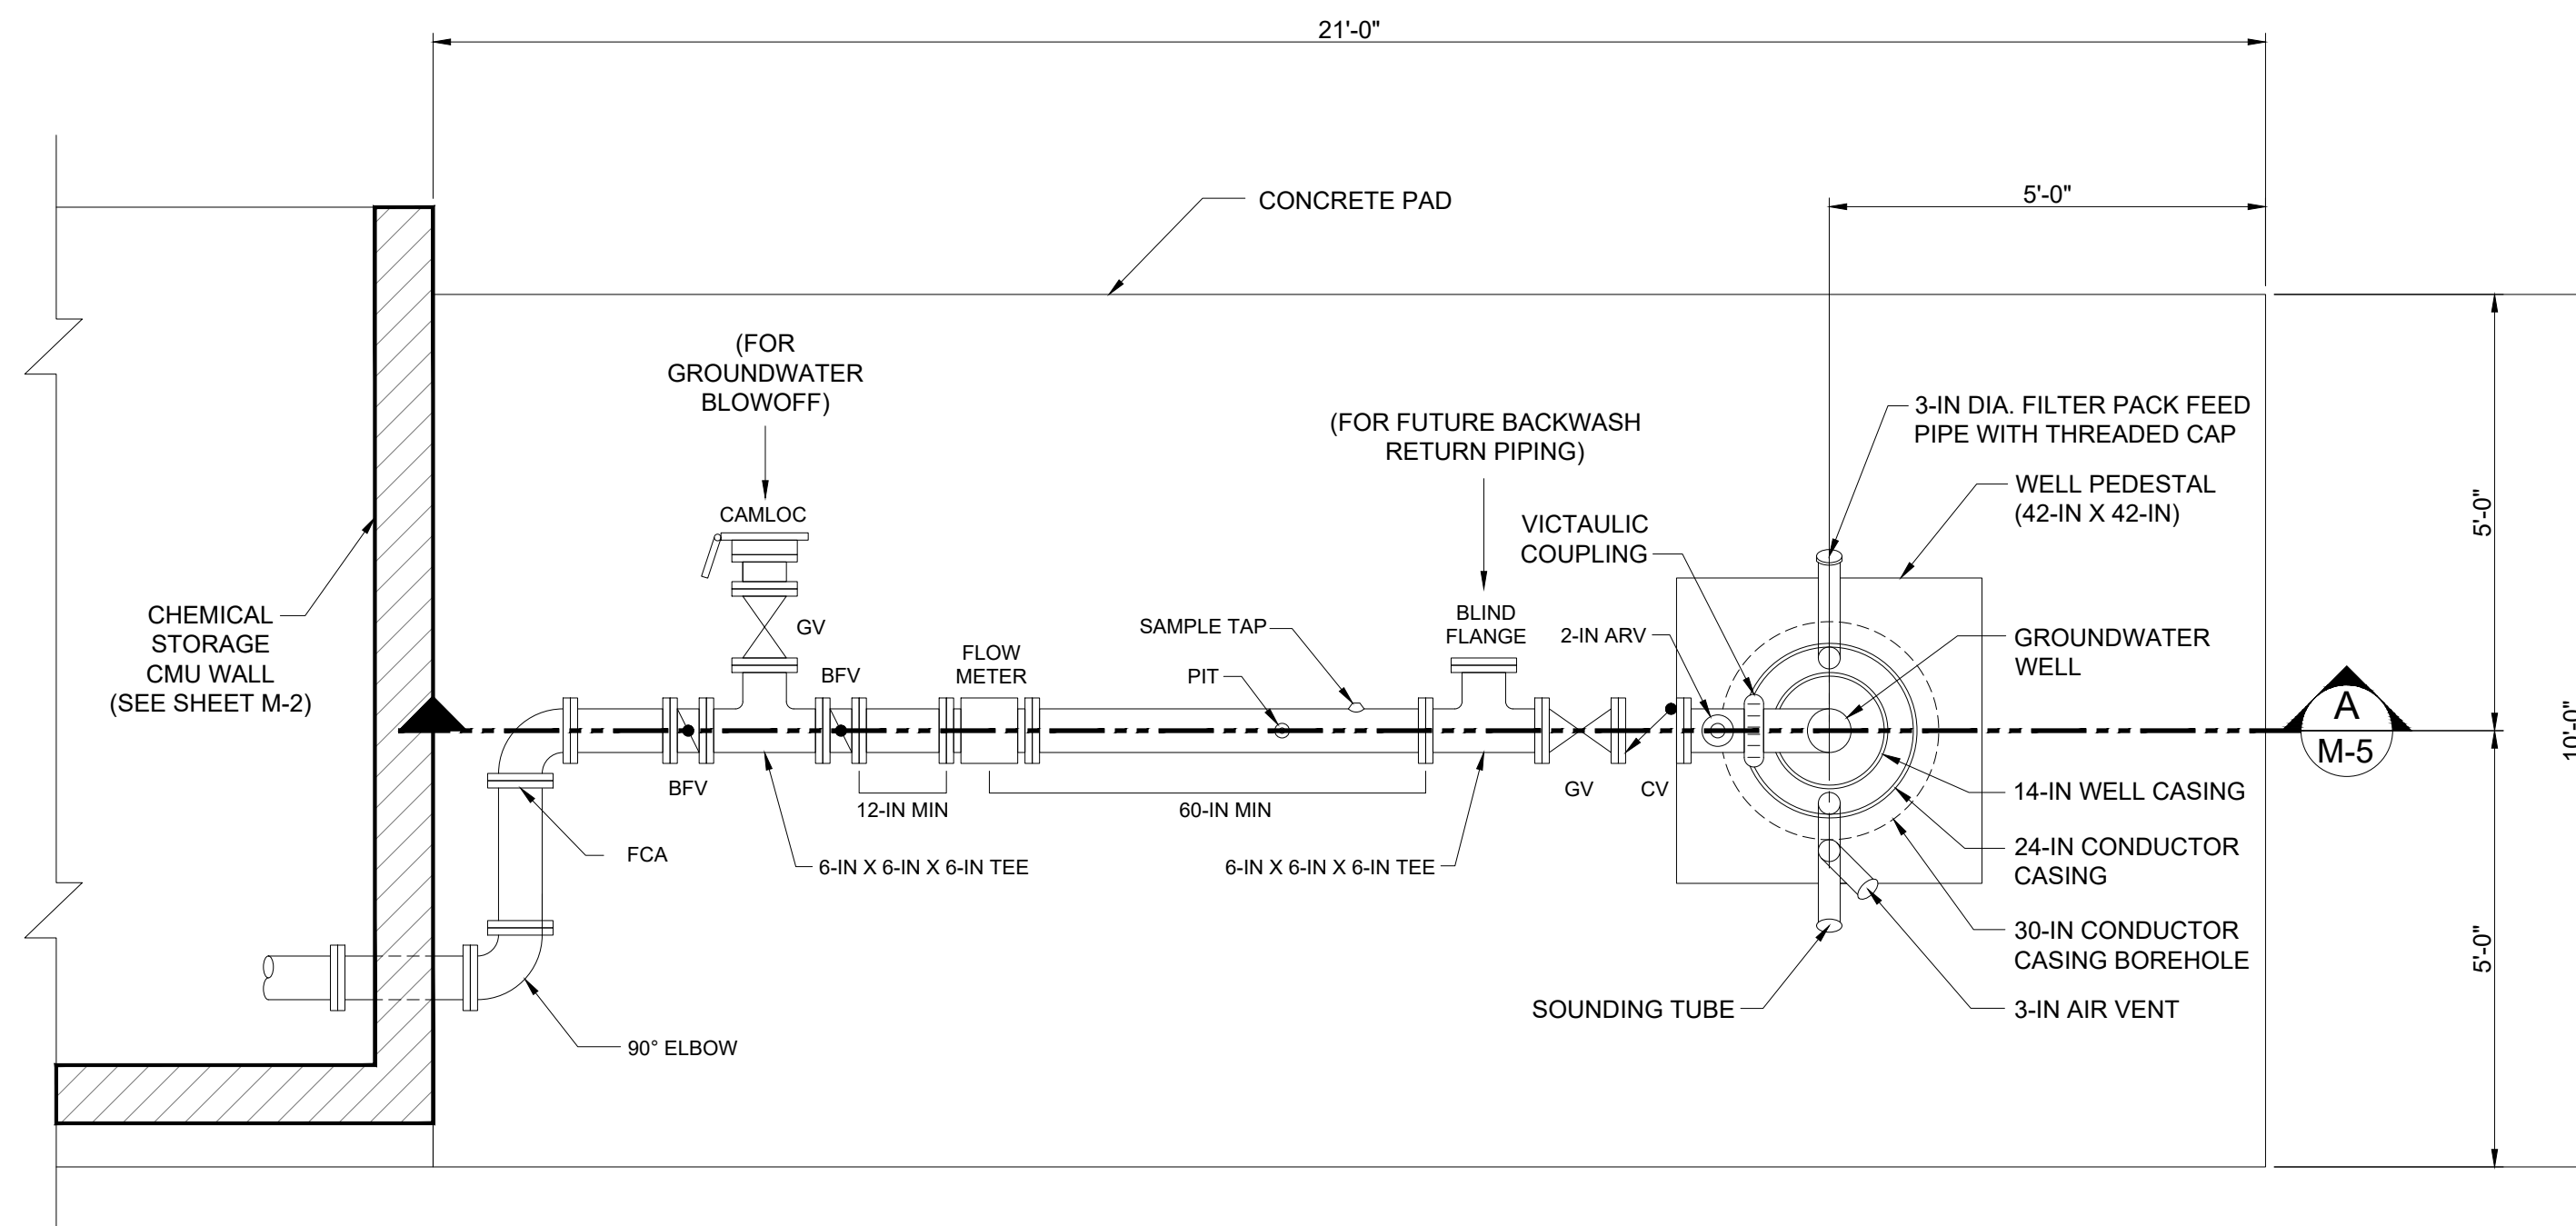 21'-0"
5'-0"
CONCRETE PAD
(FOR
GROUNDWATER
BLOWOFF)
CAMLOC
GV
(FOR FUTURE BACKWASH
RETURN PIPING)
BLIND
FLANGE
VICTAULIC
COUPLING
2-IN ARV
3-IN DIA. FILTER PACK FEED
PIPE WITH THREADED CAP
WELL PEDESTAL
(42-IN X 42-IN)
GROUNDWATER
WELL
5'-0"
10'-0"
CHEMICAL
STORAGE
CMU WALL
(SEE SHEET M-2)
BFV
FLOW
METER
SAMPLE TAP
PIT
A
M-5
BFV
12-IN MIN
60-IN MIN
GV
CV
14-IN WELL CASING
FCA
6-IN X 6-IN X 6-IN TEE
6-IN X 6-IN X 6-IN TEE
24-IN CONDUCTOR
CASING
30-IN CONDUCTOR
CASING BOREHOLE
5'-0"
SOUNDING TUBE
3-IN AIR VENT
90° ELBOW